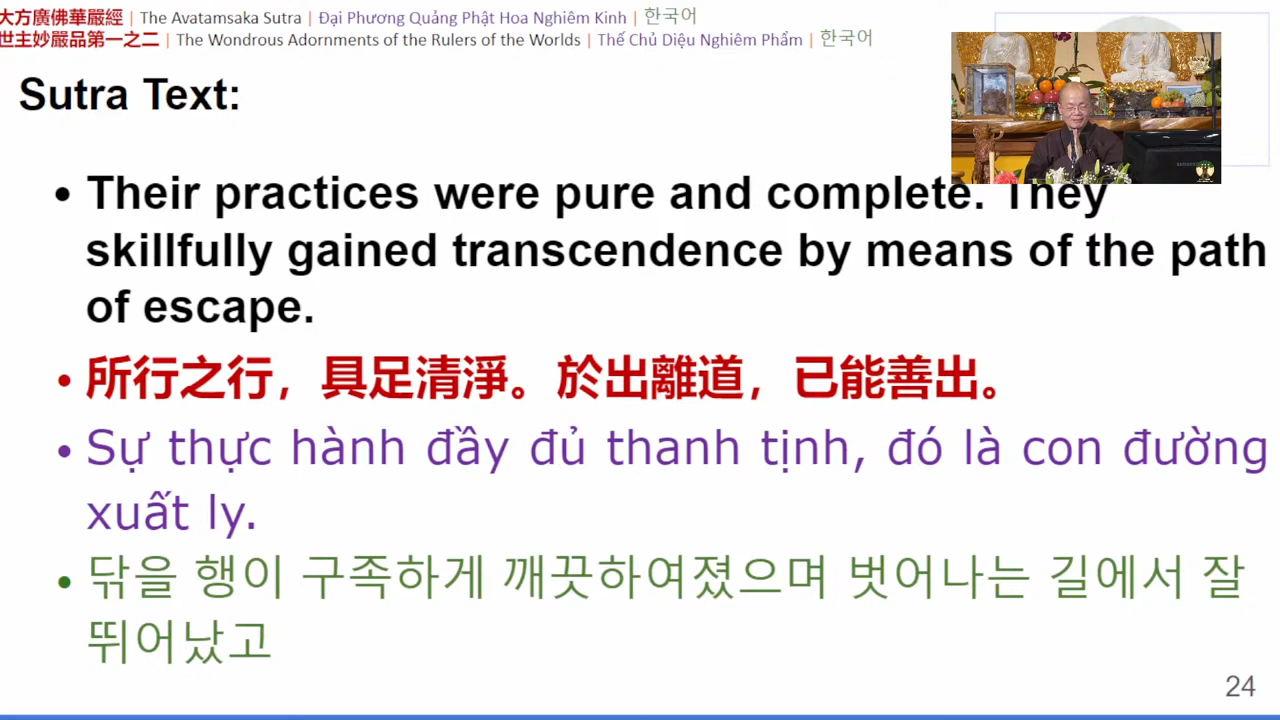 大方廣佛華嚴經 | The Avatamsaka Sutra | Đại Phương Quảng Phật Hoa Nghiêm Kinh | 한국어
世主妙嚴品第一之二 | The Wondrous Adornments of the Rulers of the Worlds | Thế Chủ Diệu Nghiêm Phẩm | 한국어
Sutra Text:
• Their practices were pure and complete. They
skillfully gained transcendence by means of the path
of escape.
• 所行之行，具足清淨。於出離道，已能善出。
• Sự thực hành đầy đủ thanh tịnh, đó là con đường
xuất ly.
• 닦을 행이 구족하게 깨끗하여졌으며 벗어나는 길에서 잘
뛰어났고
24